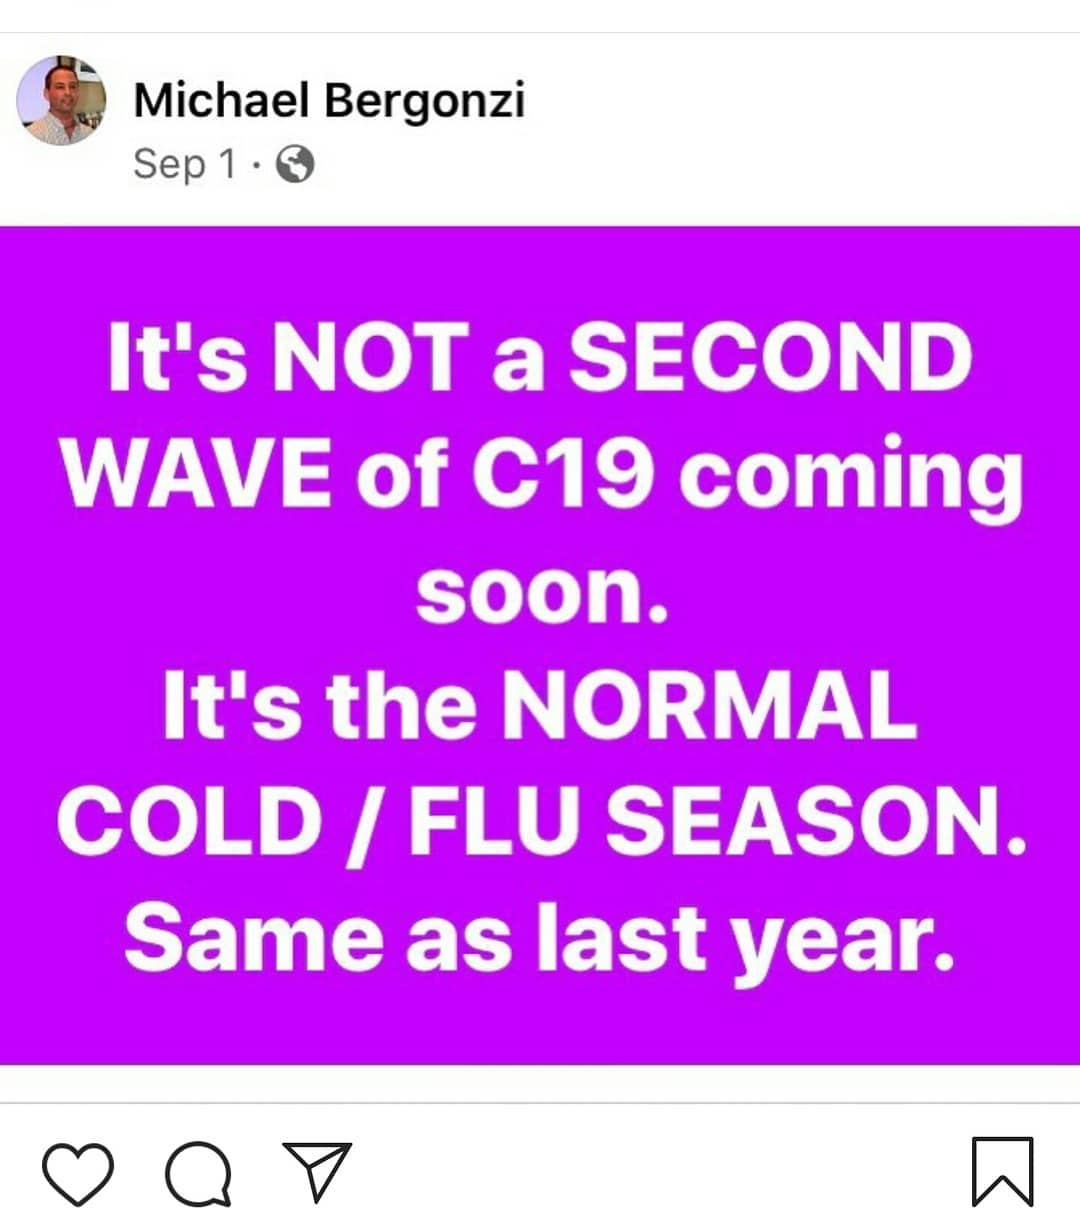 Michael Bergonzi
Sep 1 ·
It's NOT a SECOND
WAVE of C19 coming
soon.
It's the NORMAL
COLD / FLU SEASON.
Same as last year.